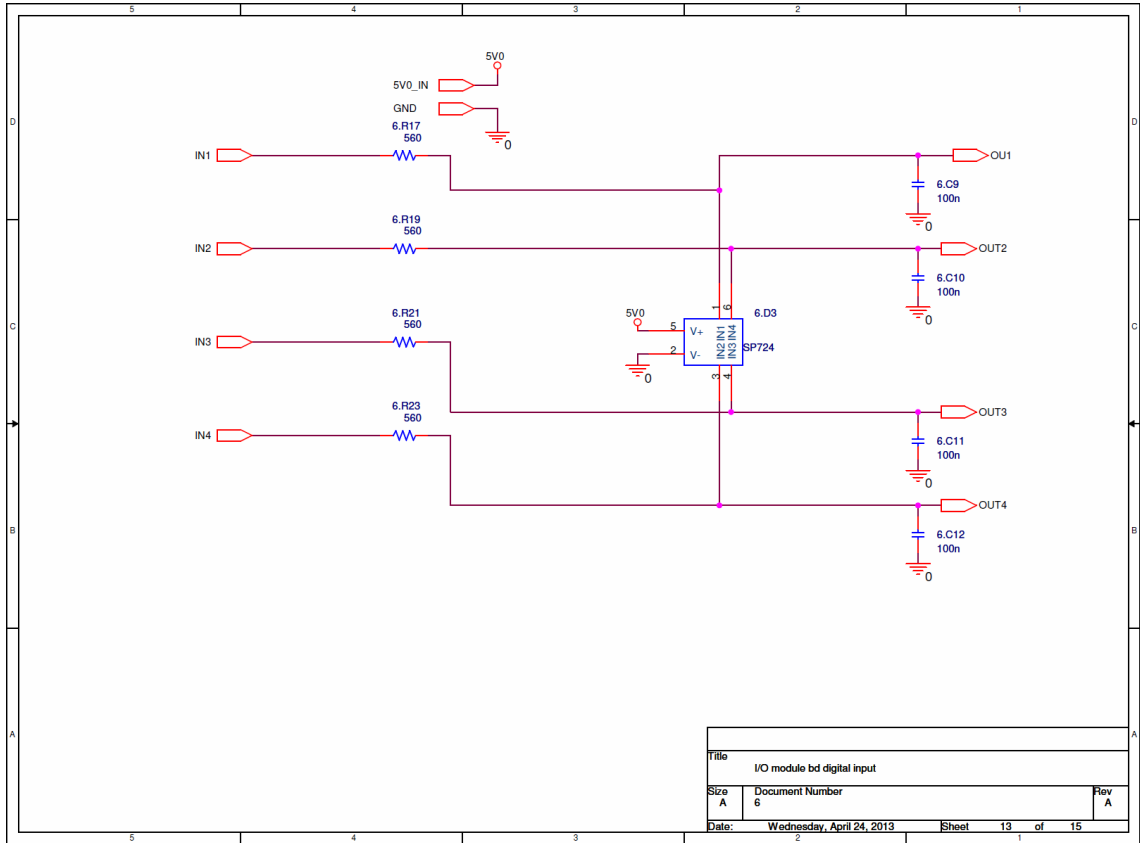 5 4 3 2 1
5V0
5V0_IN
GND
0
D D
6.R17
560
IN1
OU1
6.C9
100n
0
6.R19
560
IN2
OUT2
6.C10
100n
0
6.R21
560
IN3
5V0
1 6
6.D3
C C
5 V+
2 V-
IN2 IN1
IN3 IN4
SP724
0
3 4
6.R23
560
IN4
OUT3
6.C11
100n
0
OUT4
B B
6.C12
100n
0
A A
Title
I/O module bd digital input
Size Document Number Rev
A 6 A
Date: Wednesday, April 24, 2013 Sheet 13 of 15
5 4 3 2 1